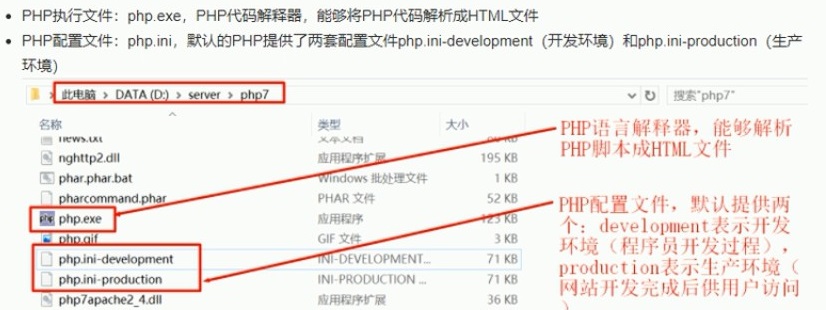 PHP执行文件：php.exe，PHP代码解释器，能够将PHP代码解析成HTML文件
PHP配置文件：php.ini，默认的PHP提供了两套配置文件php.ini-development（开发环境）和php.ini-production（生产
环境）
此电脑 > DATA (D:) > server > php7
搜索"php7"
名称 类型 大小
news.txt 文本文档 KB
nghttp2.dll 应用程序扩展 195 KB
phar.phar.bat Windows 批处理文件 1 KB
pharcommand.phar PHAR 文件 52 KB
php.exe 应用程序 123 KB
php.gif GIF 文件 3 KB
php.ini-development INI-DEVELOPMENT... 71 KB
php.ini-production INI-PRODUCTION ... 71 KB
php7apache2_4.dll 应用程序扩展 36 KB
PHP语言解释器，能够解析
PHP脚本成HTML文件
PHP配置文件，默认提供两
个：development表示开发
环境（程序员开发过程），
production表示生产环境（
网站开发完成后供用户访问
）